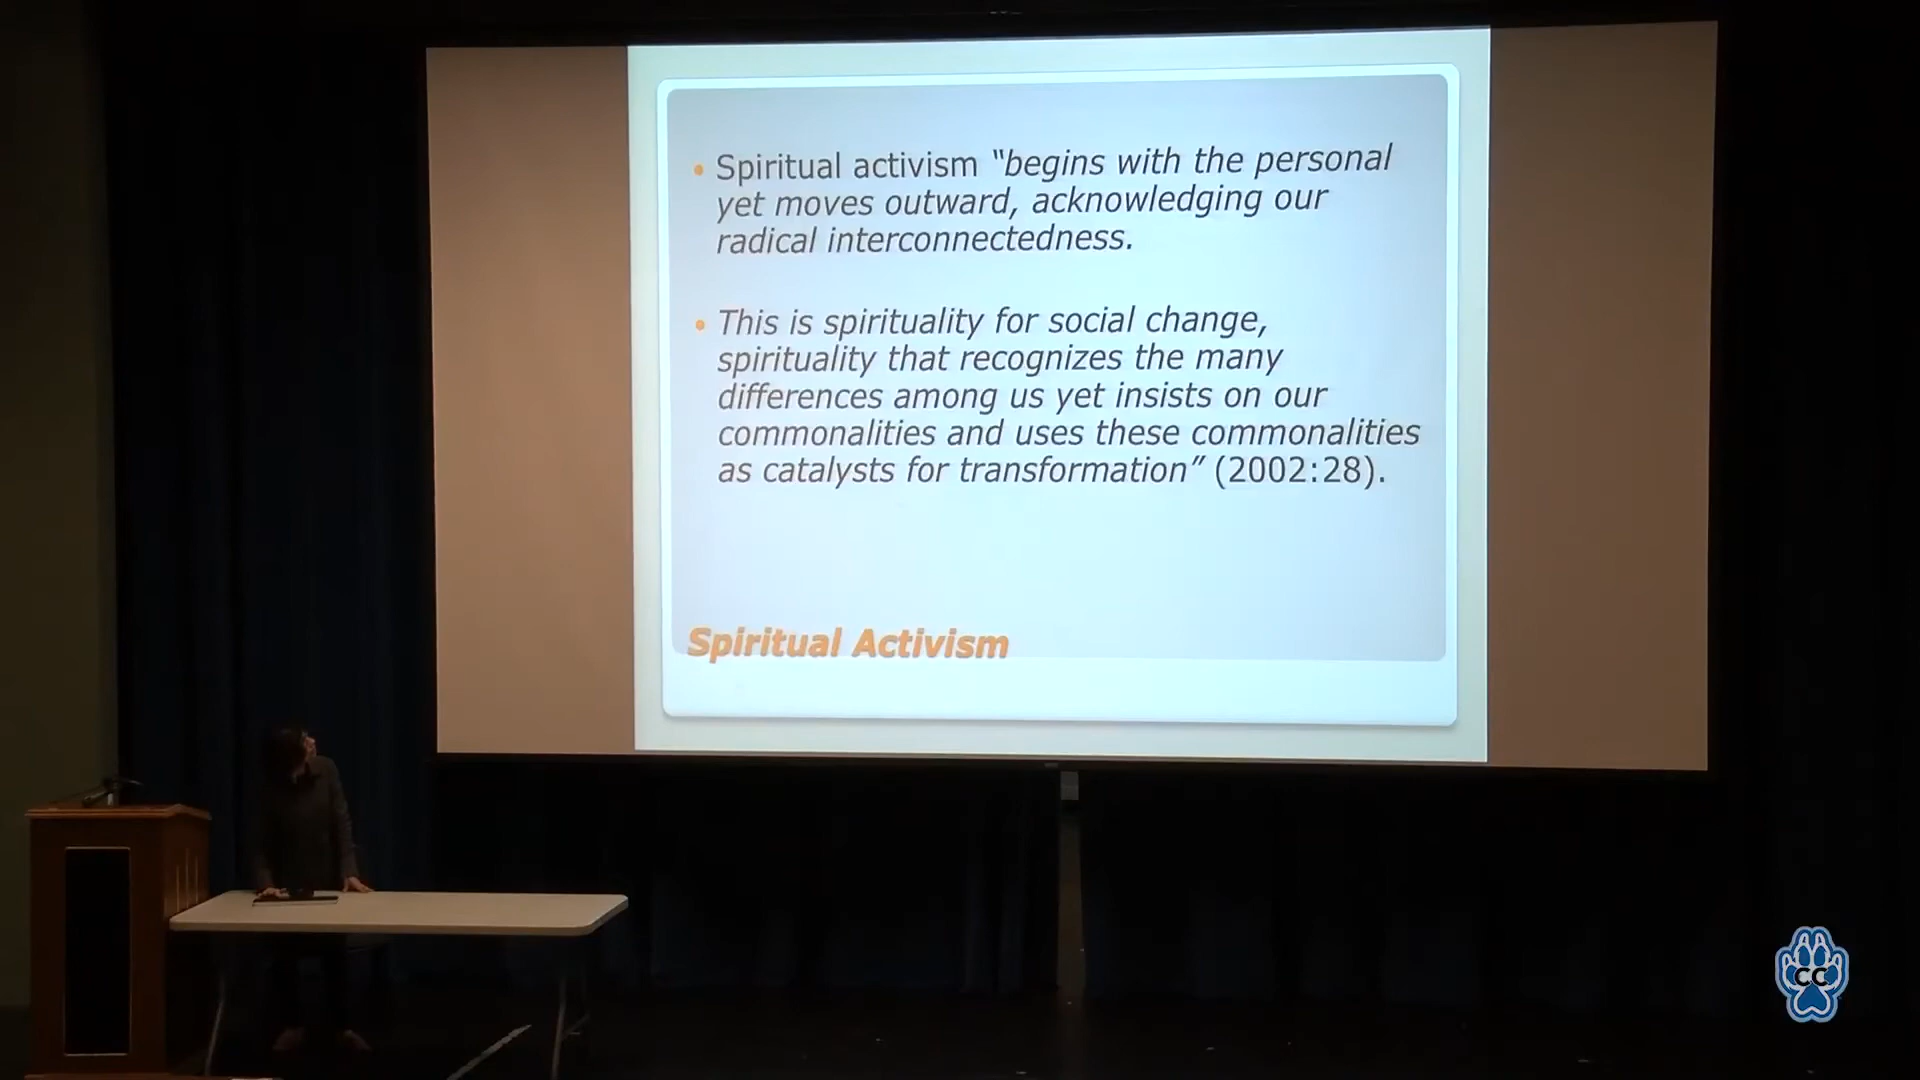 • Spiritual activism “begins with the personal
yet moves outward, acknowledging our
radical interconnectedness.
• This is spirituality for social change,
spirituality that recognizes the many
differences among us yet insists on our
commonalities and uses these commonalities
as catalysts for transformation” (2002:28).
Spiritual Activism
CC